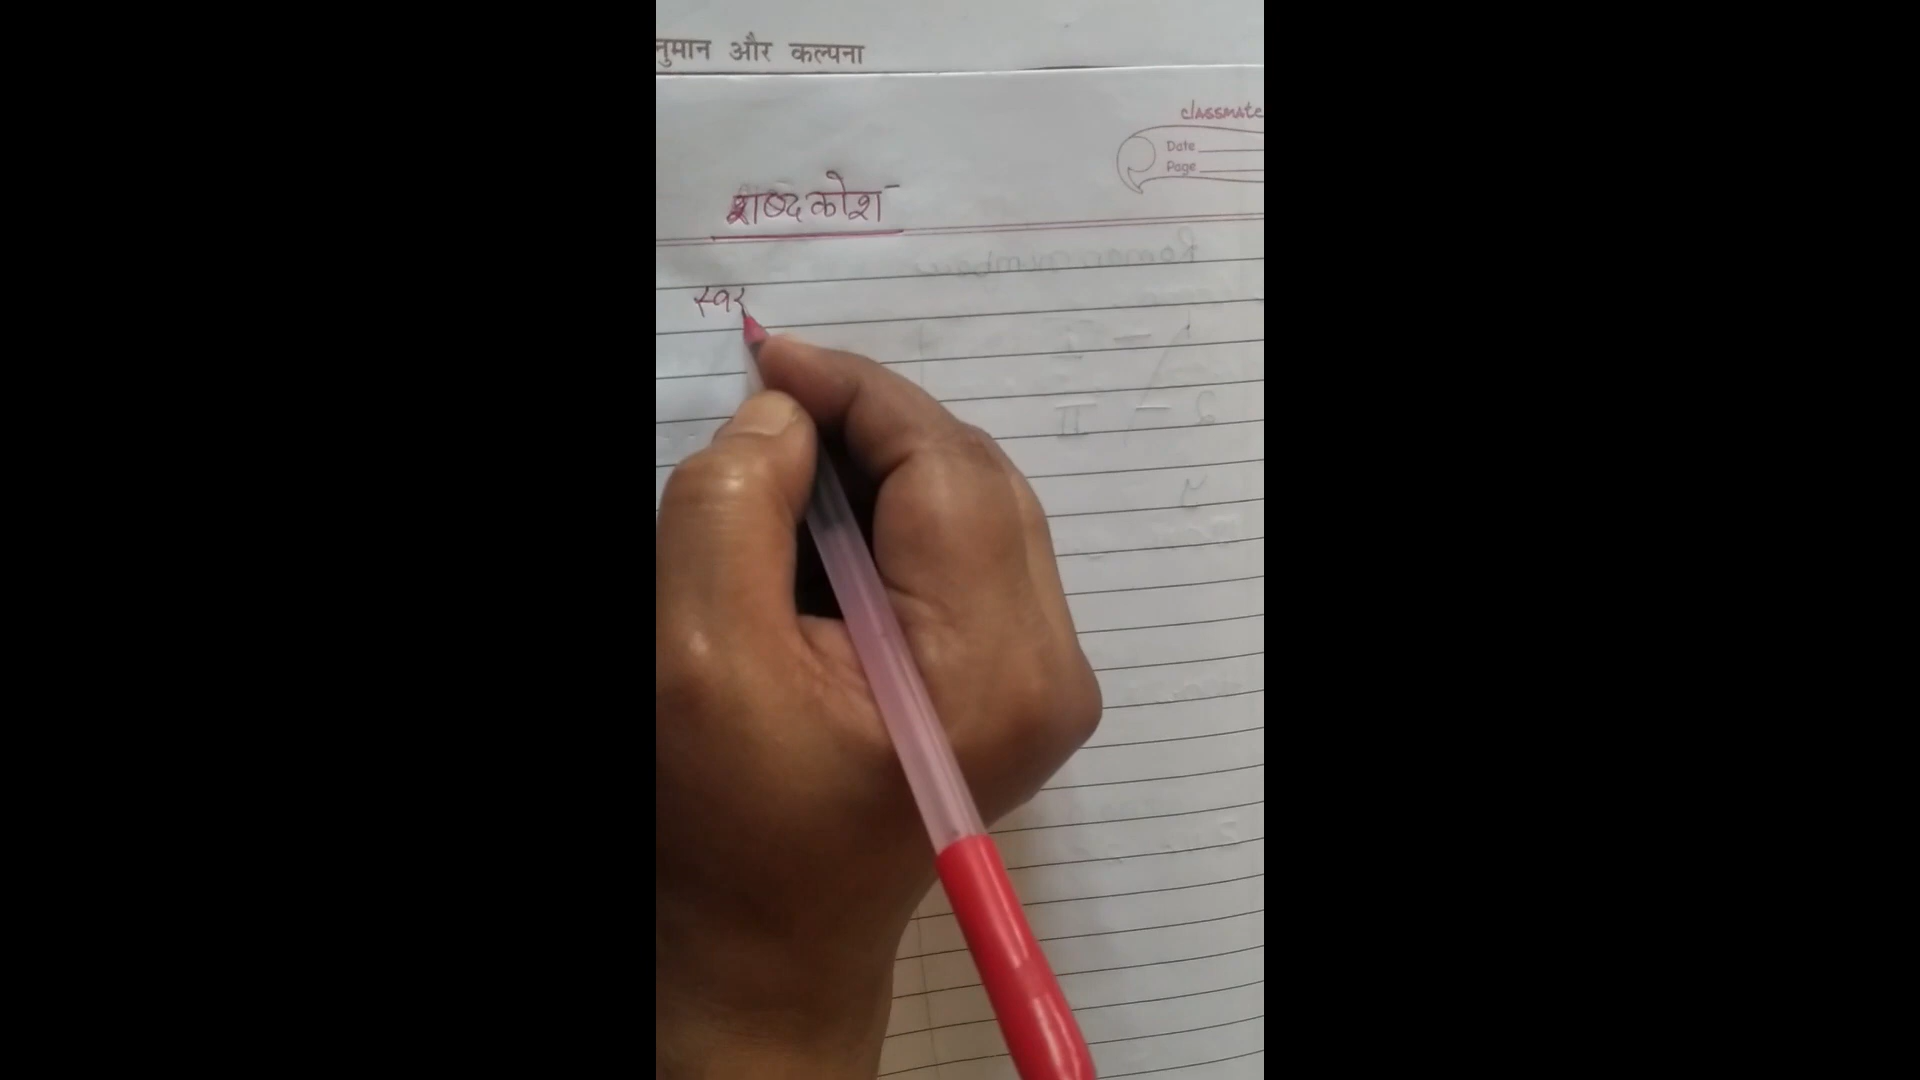 नुमान और कल्पना
classmate
Date
Page
शब्दकोश
स्वर